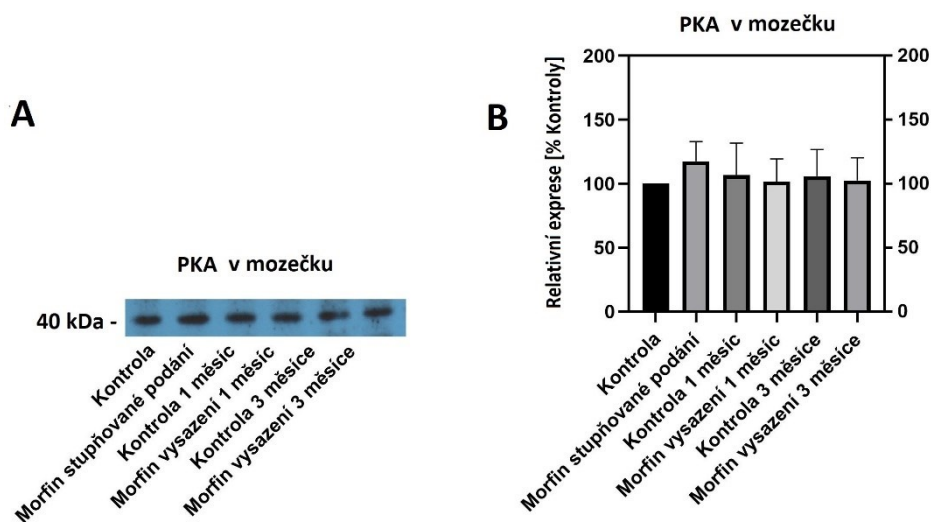 A
PKA v mozečku
40 kDa -
Kontrola
Morfin stupňované podání
Kontrola 1 měsíc
Morfin vysazení 1 měsíc
Kontrola 3 měsíce
Morfin vysazení 3 měsíce
B
PKA v mozečku
Relativní exprese [% Kontroly]
200
150
100
50
0
200
150
100
50
0
Kontrola
Morfin stupňované podání
Kontrola 1 měsíc
Morfin vysazení 1 měsíc
Kontrola 3 měsíce
Morfin vysazení 3 měsíce